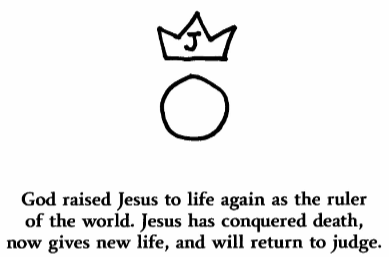 J
God raised Jesus to life again as the ruler
of the world. Jesus has conquered death,
now gives new life, and will return to judge.